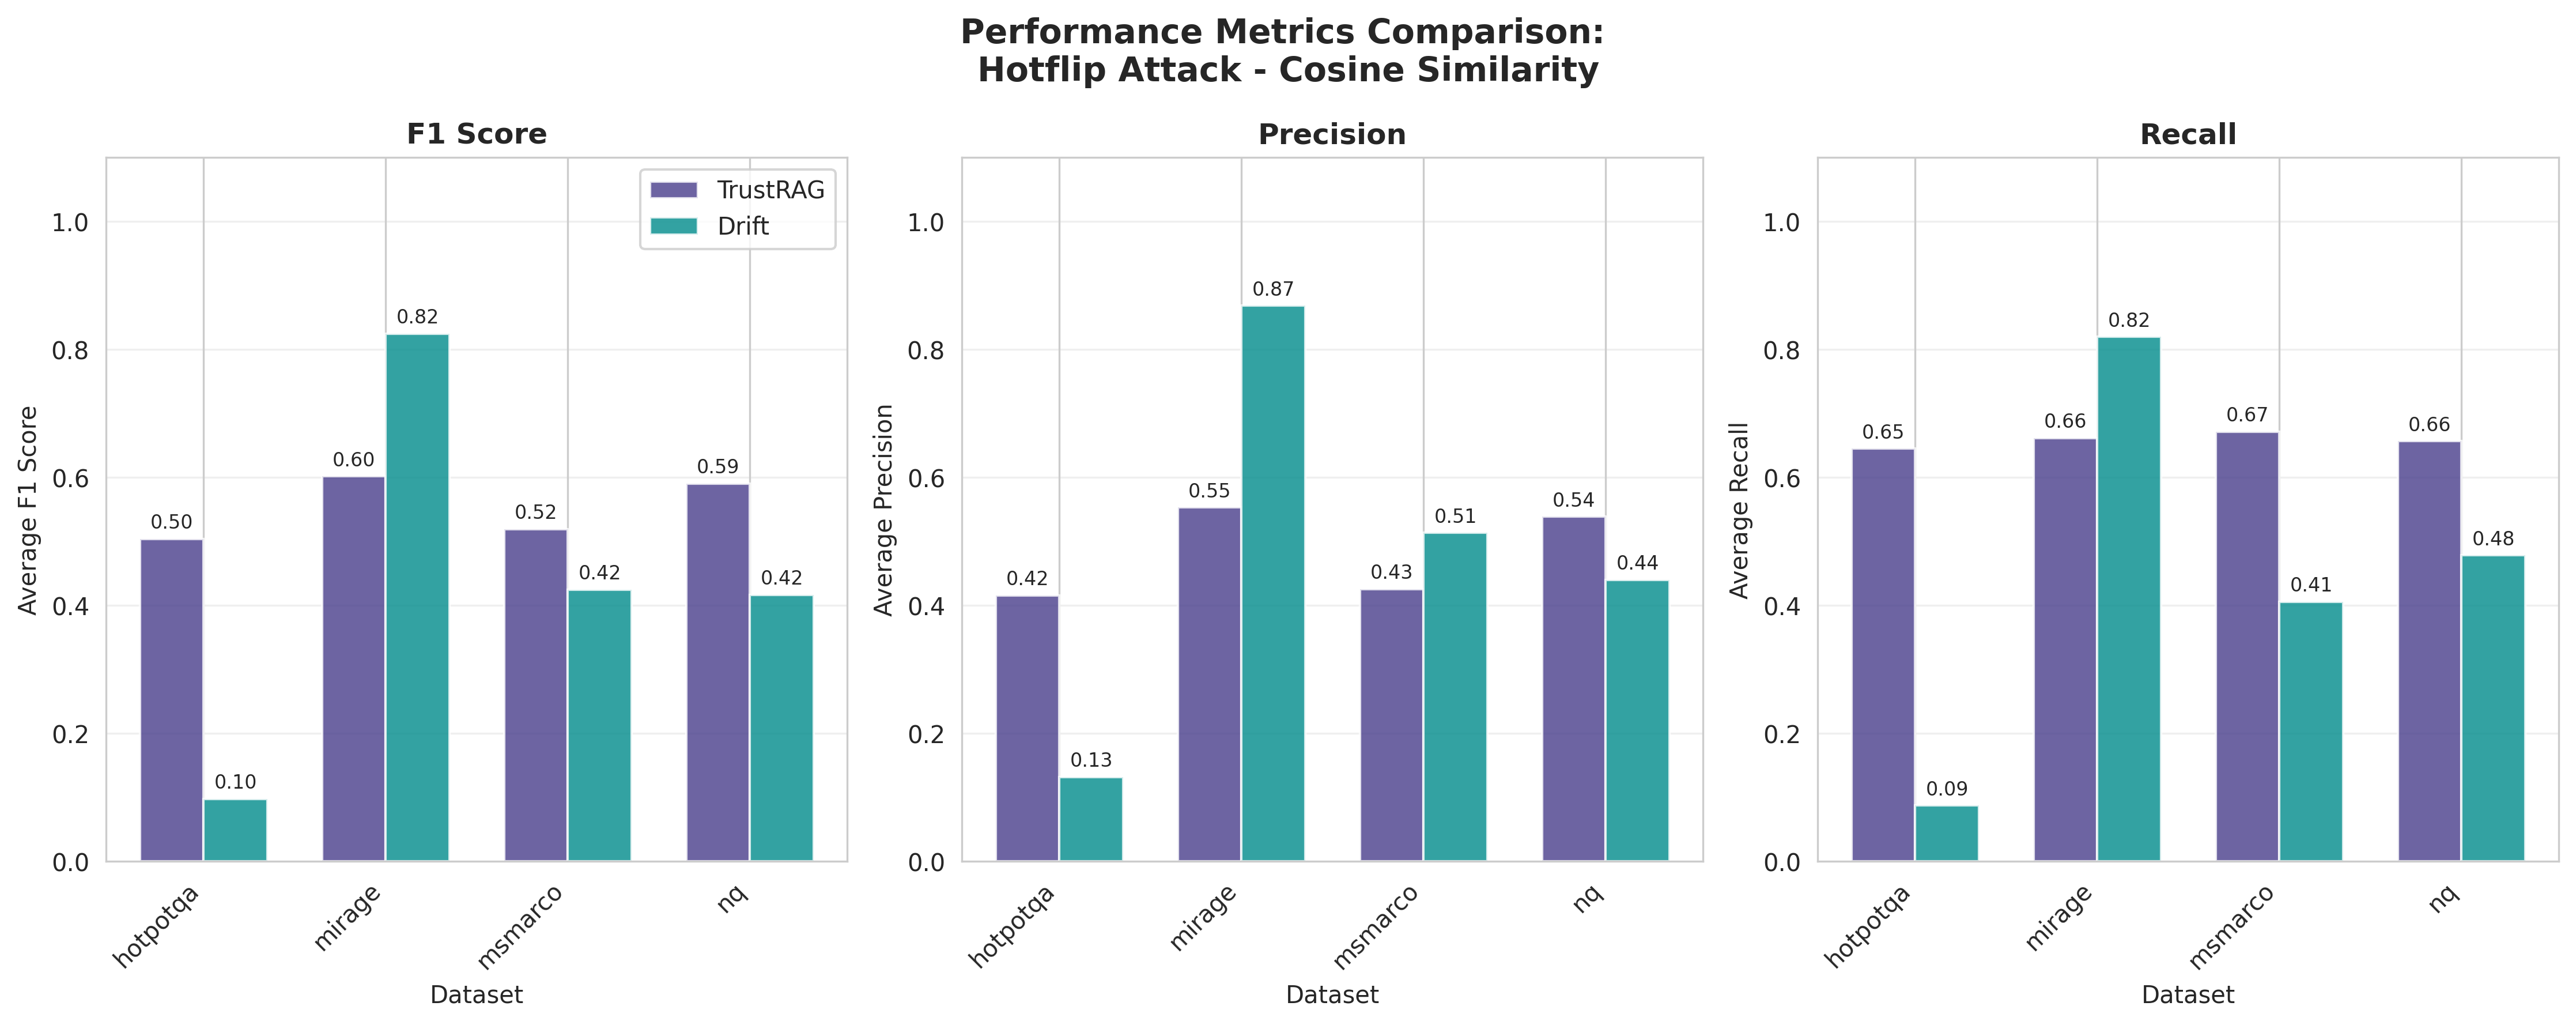 Performance Metrics Comparison:
Hotflip Attack - Cosine Similarity
F1 Score
TrustRAG
Drift
Average F1 Score
1.0
0.8
0.6
0.4
0.2
0.0
0.50
0.10
0.60
0.82
0.52
0.42
0.59
0.42
hotpotqa
mirage
msmarco
nq
Dataset
Precision
Average Precision
1.0
0.8
0.6
0.4
0.2
0.0
0.42
0.13
0.55
0.87
0.43
0.51
0.54
0.44
hotpotqa
mirage
msmarco
nq
Dataset
Recall
Average Recall
1.0
0.8
0.6
0.4
0.2
0.0
0.65
0.09
0.66
0.82
0.67
0.41
0.66
0.48
hotpotqa
mirage
msmarco
nq
Dataset